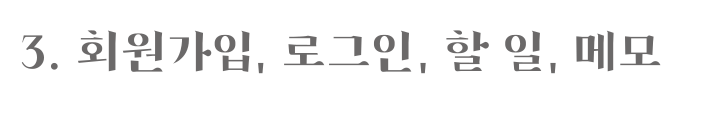 3. 회원가입, 로그인, 할 일, 메모